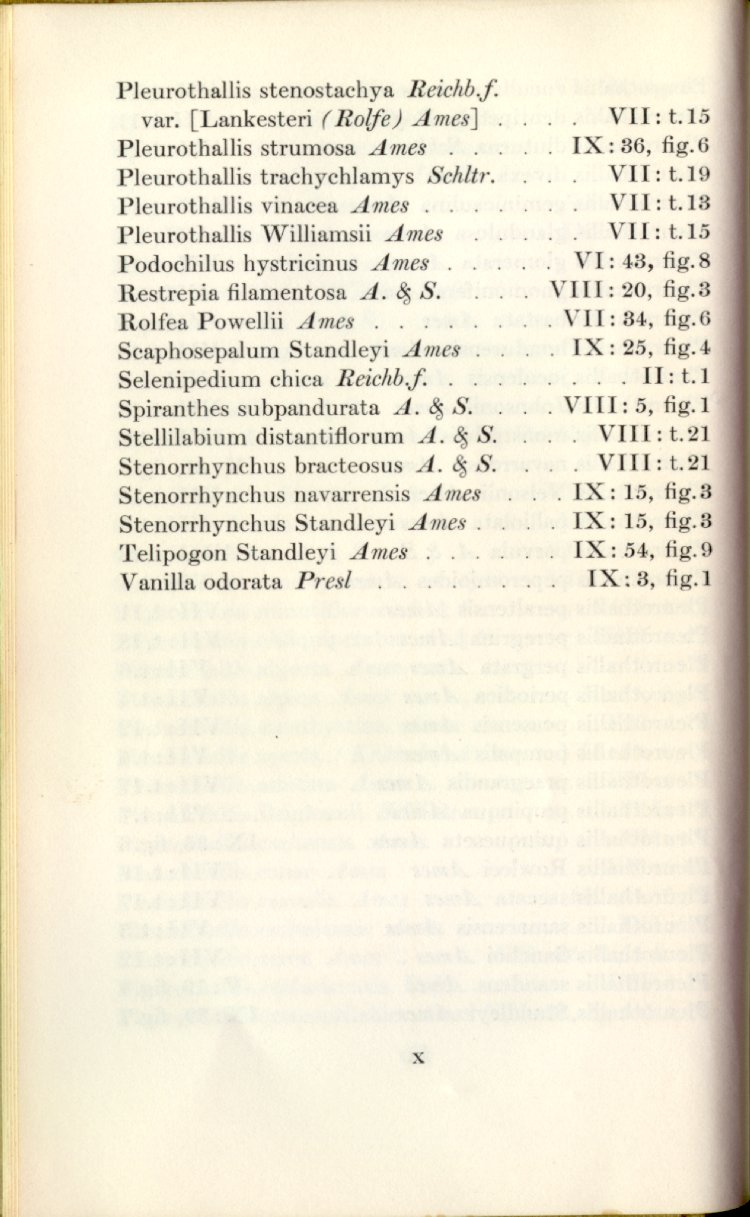 Pleurothallis stenostachya Reichb.f.
var. [Lankesteri (Rolfe) Ames] . . . . VII: t.15
Pleurothallis strumosa Ames . . . . . . IX: 36, fig.6
Pleurothallis trachychlamys Schltr. . . . . VII: t.19
Pleurothallis vinacea Ames . . . . . . . VII: t.13
Pleurothallis Williamsii Ames . . . . . VII: t.15
Podochilus hystricinus Ames . . . . . VI: 43, fig.8
Restrepia filamentosa A. & S. . . . . VIII: 20, fig.3
Rolfea Powellii Ames . . . . . . . . VII: 34, fig.6
Scaphosepalum Standleyi Ames . . . . IX: 25, fig.4
Selenipedium chica Reichb.f. . . . . . . . . II: t.1
Spiranthes subpandurata A. & S. . . . . VIII: 5, fig.1
Stellilabium distantiflorum A. & S. . . . VIII: t.21
Stenorrhynchus bracteosus A. & S. . . . VIII: t.21
Stenorrhynchus navarrensis Ames . . . . IX: 15, fig.3
Stenorrhynchus Standleyi Ames . . . . . IX: 15, fig.3
Telipogon Standleyi Ames . . . . . . . IX: 54, fig.9
Vanilla odorata Presl . . . . . . . . . IX: 3, fig.1
x